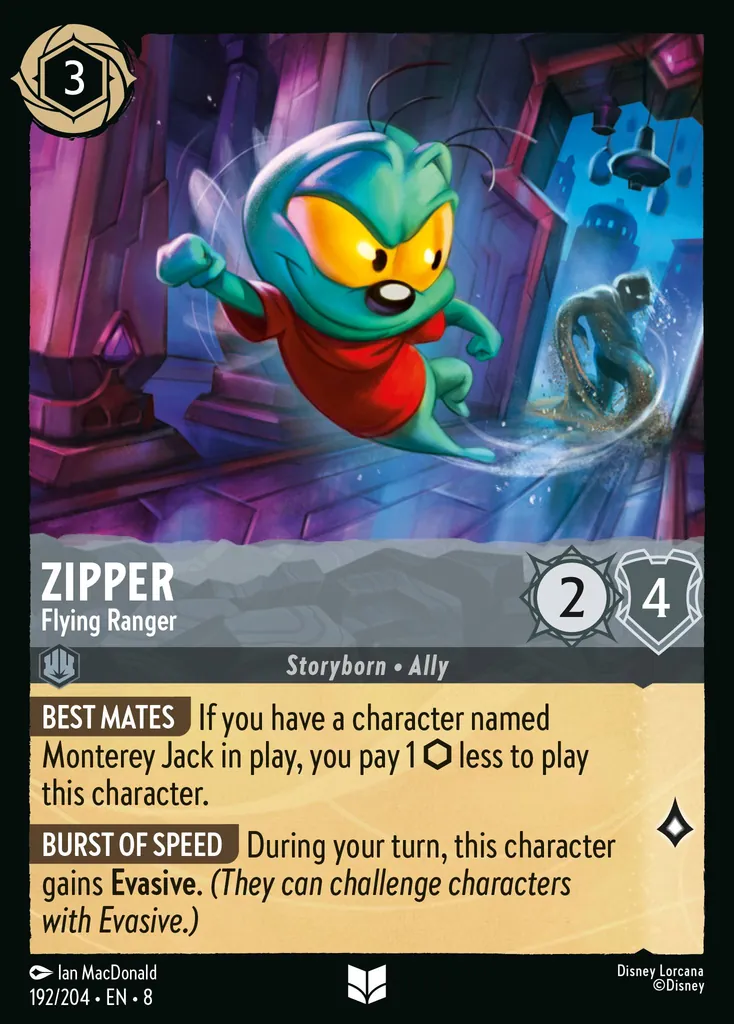 3
ZIPPER
Flying Ranger
2
4
Storyborn • Ally
BEST MATES If you have a character named
Monterey Jack in play, you pay 1 ⬡ less to play
this character.
BURST OF SPEED During your turn, this character
gains Evasive. (They can challenge characters
with Evasive.)
Ian MacDonald
192/204 • EN • 8
Disney Lorcana
©Disney